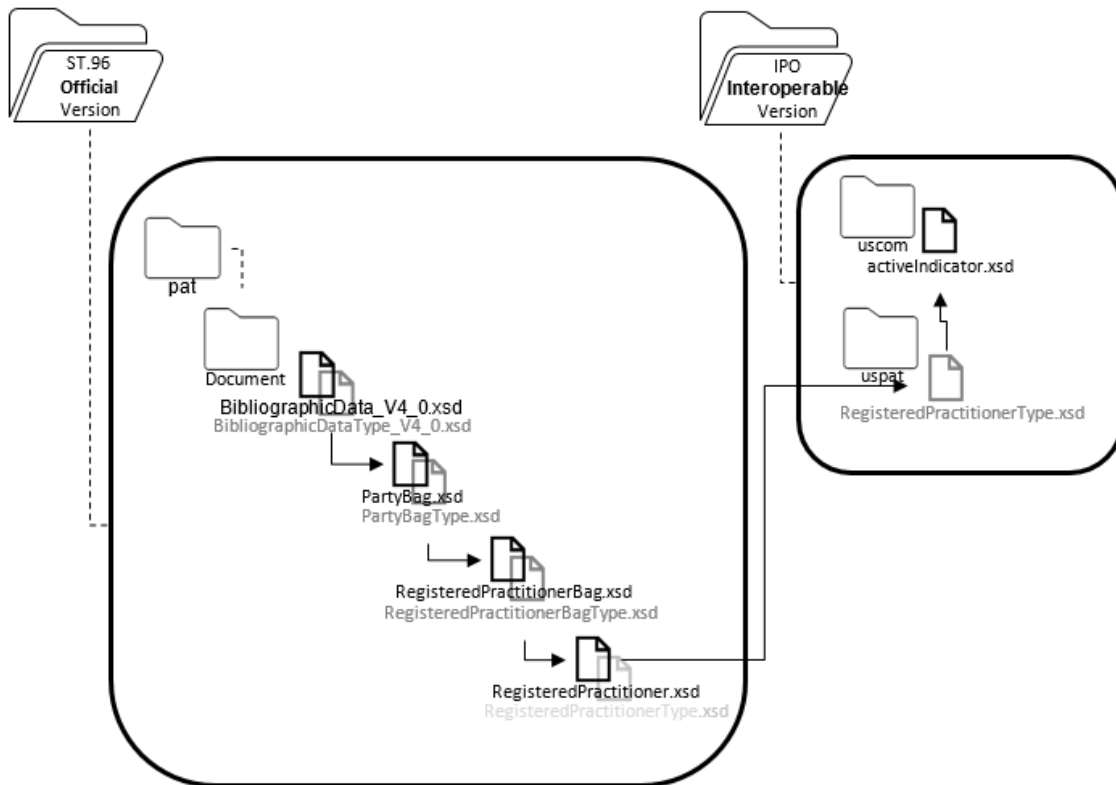 ST.96
Official
Version
IPO
Interoperable
Version
pat
Document
BibliographicData_V4_0.xsd
BibliographicDataType_V4_0.xsd
PartyBag.xsd
PartyBagType.xsd
RegisteredPractitionerBag.xsd
RegisteredPractitionerBagType.xsd
RegisteredPractitioner.xsd
RegisteredPractitionerType.xsd
uscom
activeIndicator.xsd
uspat
RegisteredPractitionerType.xsd